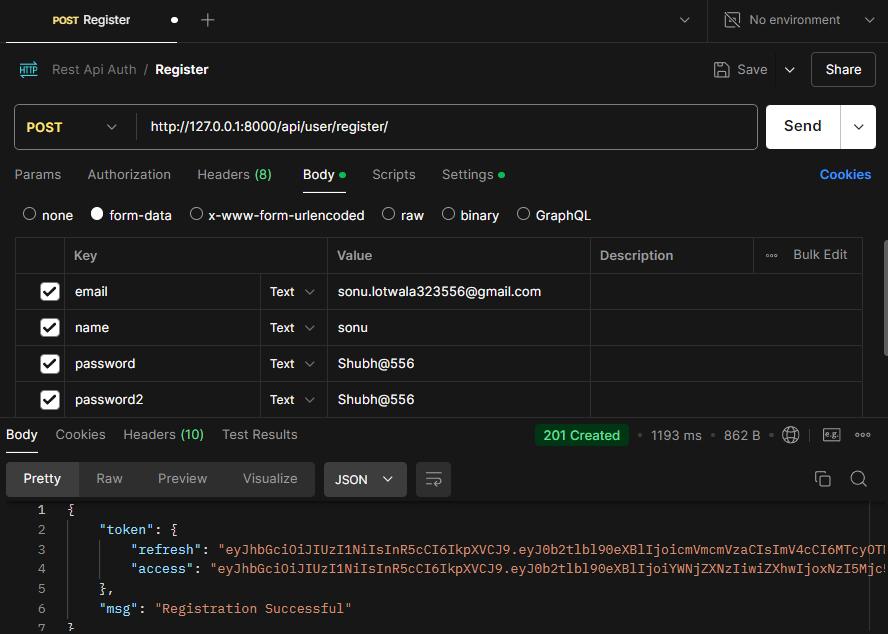 POST Register
No environment
HTTP Rest Api Auth / Register Save Share
POST http://127.0.0.1:8000/api/user/register/ Send
Params Authorization Headers (8) Body Scripts Settings Cookies
none form-data x-www-form-urlencoded raw binary GraphQL
Key Value Description Bulk Edit
email Text sonu.lotwala323556@gmail.com
name Text sonu
password Text Shubh@556
password2 Text Shubh@556
Body Cookies Headers (10) Test Results 201 Created 1193 ms 862 B e.g.
Pretty Raw Preview Visualize JSON
1 {
2 "token": {
3 "refresh": "eyJhbGciOiJIUzI1NiIsInR5cCI6IkpXVCJ9.eyJ0b2tlbl90eXBlIjoicmVmcmVzaCIsImV4cCI6MTcyOT
4 "access": "eyJhbGciOiJIUzI1NiIsInR5cCI6IkpXVCJ9.eyJ0b2tlbl90eXBlIjoiYWNjZXNzIiwiZXhwIjoxNzI5Mjc
5 },
6 "msg": "Registration Successful"
7 }